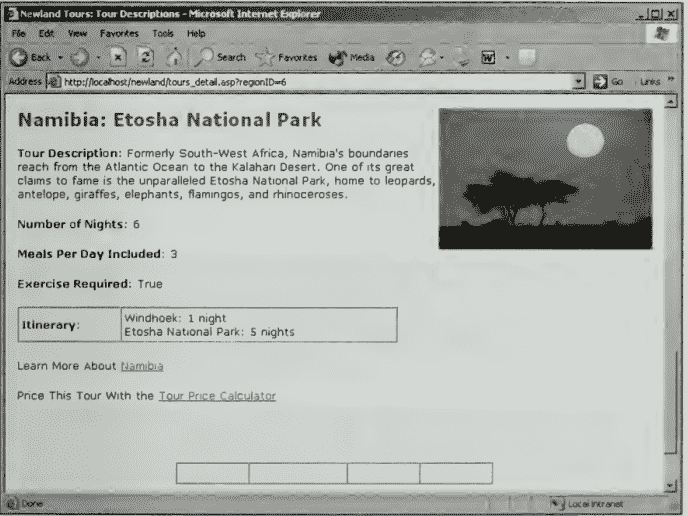 Newland Tours: Tour Descriptions - Microsoft Internet Explorer
File Edit View Favorites Tools Help
Back Search Favorites Media
Address http://localhost/newland/tours_detail.asp?regionID=6 Go Links »
Namibia: Etosha National Park
Tour Description: Formerly South-West Africa, Namibia's boundaries
reach from the Atlantic Ocean to the Kalahari Desert. One of its great
claims to fame is the unparalleled Etosha National Park, home to leopards,
antelope, giraffes, elephants, flamingos, and rhinoceroses.
Number of Nights: 6
Meals Per Day Included: 3
Exercise Required: True
Itinerary:
Windhoek: 1 night
Etosha National Park: 5 nights
Learn More About Namibia
Price This Tour With the Tour Price Calculator
Done Local intranet